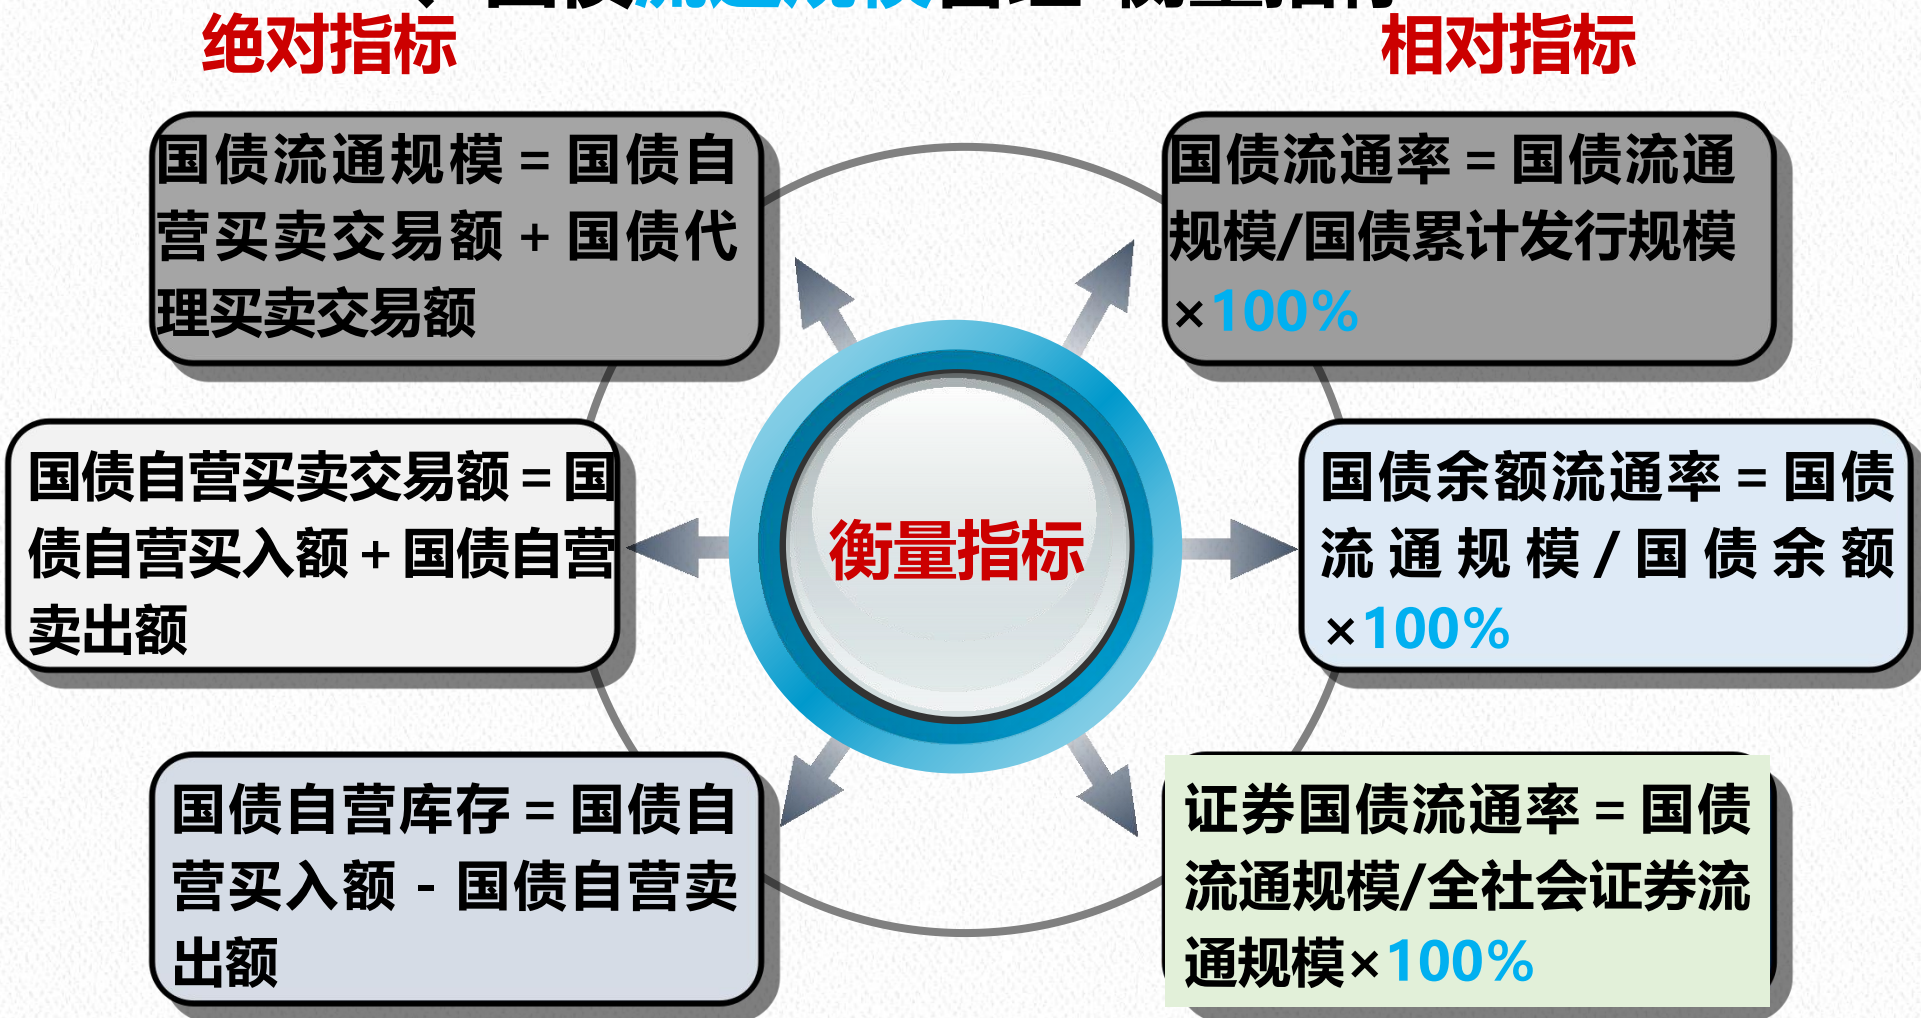 绝对指标
相对指标
国债流通规模=国债自
营买卖交易额+国债代
理买卖交易额
国债流通率=国债流通
规模/国债累计发行规模
×100%
国债自营买卖交易额=国
债自营买入额+国债自营
卖出额
衡量指标
国债余额流通率=国债
流通规模/国债余额
×100%
国债自营库存=国债自
营买入额-国债自营卖
出额
证券国债流通率=国债
流通规模/全社会证券流
通规模×100%